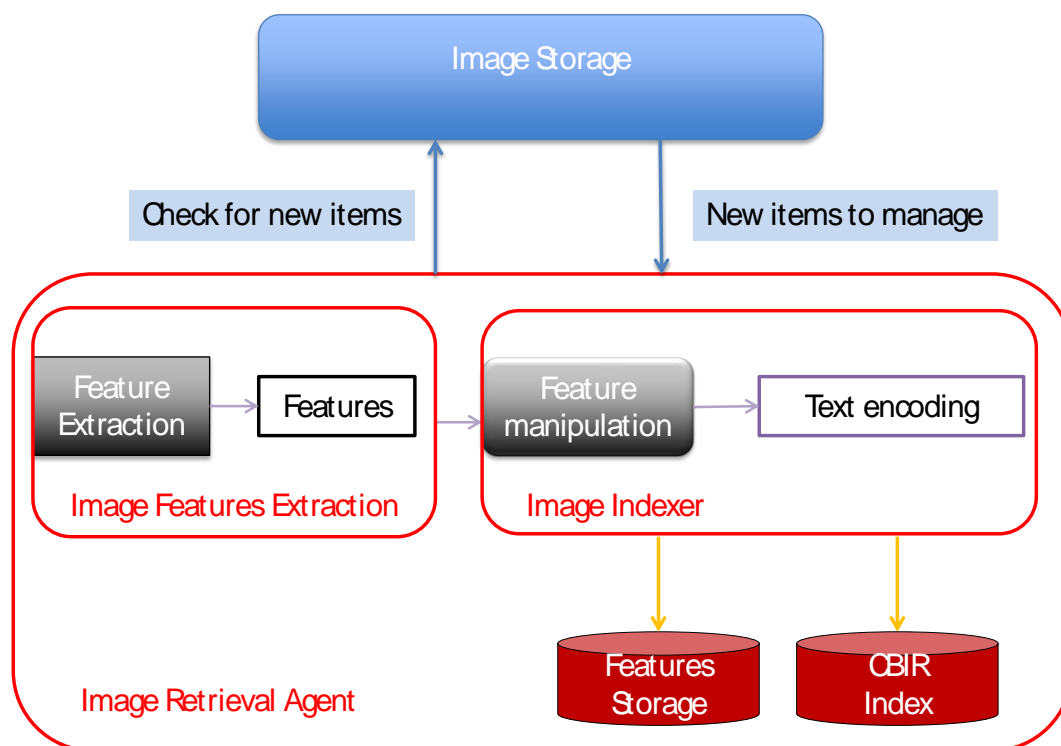 Image Storage
Check for new items
New items to manage
Feature
Extraction
Features
Feature
manipulation
Text encoding
Image Features Extraction
Image Indexer
Features
Storage
CBIR
Index
Image Retrieval Agent